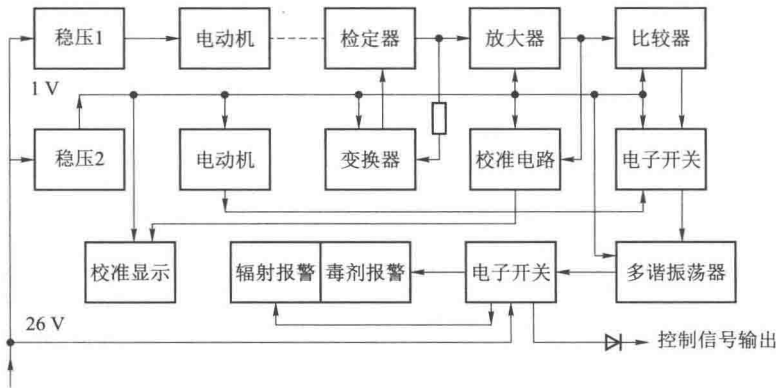 稳压1
电动机
检定器
放大器
比较器
1 V
稳压2
电动机
变换器
校准电路
电子开关
校准显示
辐射报警
毒剂报警
电子开关
多谐振荡器
26 V
控制信号输出